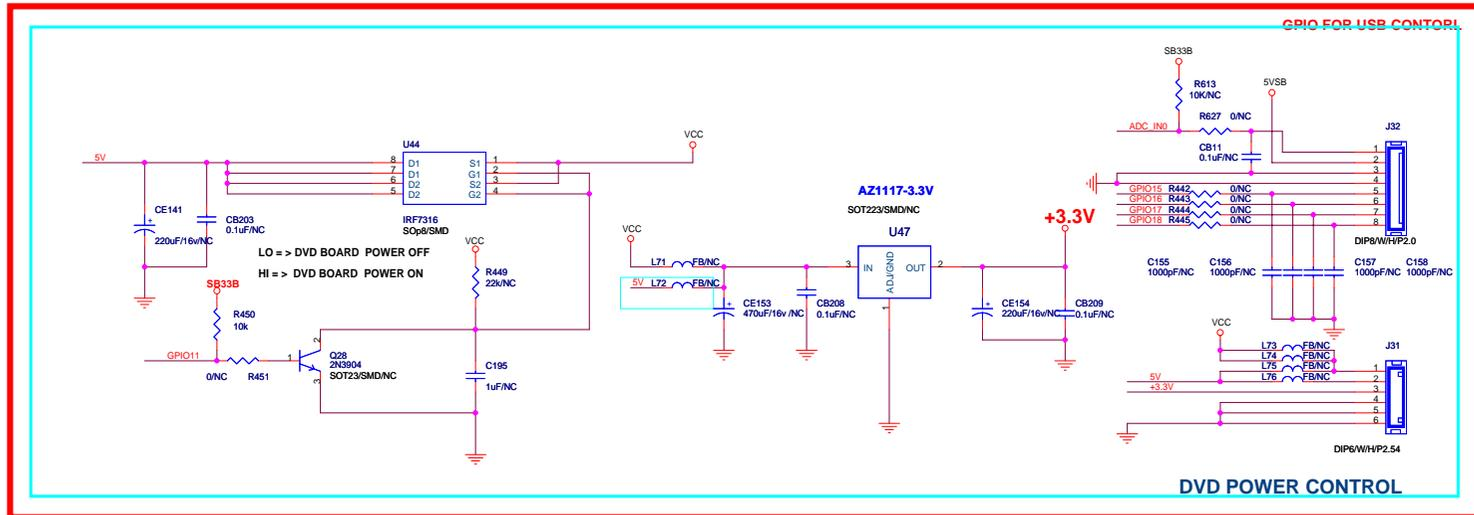 GPIO FOR USB CONTORL
SB33B
R613
10K/NC
5VSB
R627 0/NC
ADC_IN0
CB11
0.1uF/NC
J32
1
2
3
4
5
6
7
8
GPIO15 R442 0/NC
GPIO16 R443 0/NC
GPIO17 R444 0/NC
GPIO18 R445 0/NC
DIP8/W/H/P2.0
C155
1000pF/NC
C156
1000pF/NC
C157
1000pF/NC
C158
1000pF/NC
VCC
5V
U44
8 D1 S1 1
7 D1 G1 2
6 D2 S2 3
5 D2 G2 4
IRF7316
SOp8/SMD
CE141
+
220uF/16v/NC
CB203
0.1uF/NC
LO = > DVD BOARD POWER OFF
HI = > DVD BOARD POWER ON
VCC
R449
22k/NC
SB33B
R450
10k
GPIO11
0/NC R451
1
2
3
Q28
2N3904
SOT23/SMD/NC
C195
1uF/NC
AZ1117-3.3V
SOT223/SMD/NC
U47
VCC
L71 FB/NC
5V L72 FB/NC
3 IN OUT 2
ADJ/GND
1
+3.3V
+
CE153
470uF/16v /NC
CB208
0.1uF/NC
+
CE154
220uF/16v/NC
CB209
0.1uF/NC
VCC
L73 FB/NC
L74 FB/NC
L75 FB/NC
L76 FB/NC
5V
+3.3V
J31
1
2
3
4
5
6
DIP6/W/H/P2.54
DVD POWER CONTROL